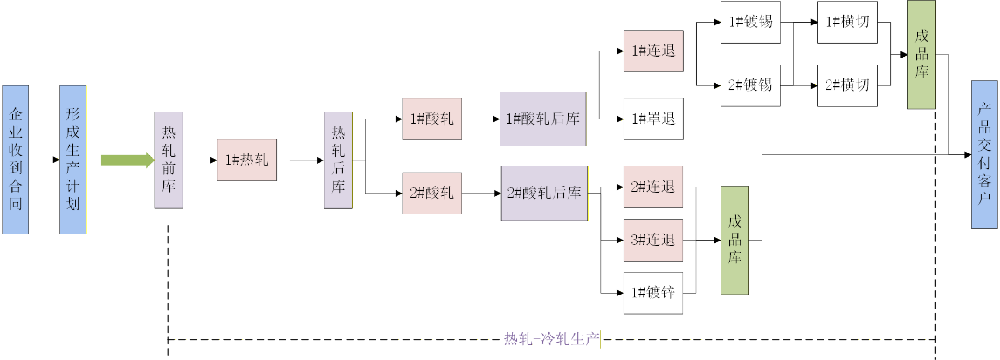 企业收到合同
形成生产计划
热轧前库
1#热轧
热轧后库
1#酸轧
2#酸轧
1#酸轧后库
2#酸轧后库
1#连退
1#罩退
2#连退
3#连退
1#镀锌
1#镀锡
2#镀锡
1#横切
2#横切
成品库
成品库
产品交付客户
热轧-冷轧生产